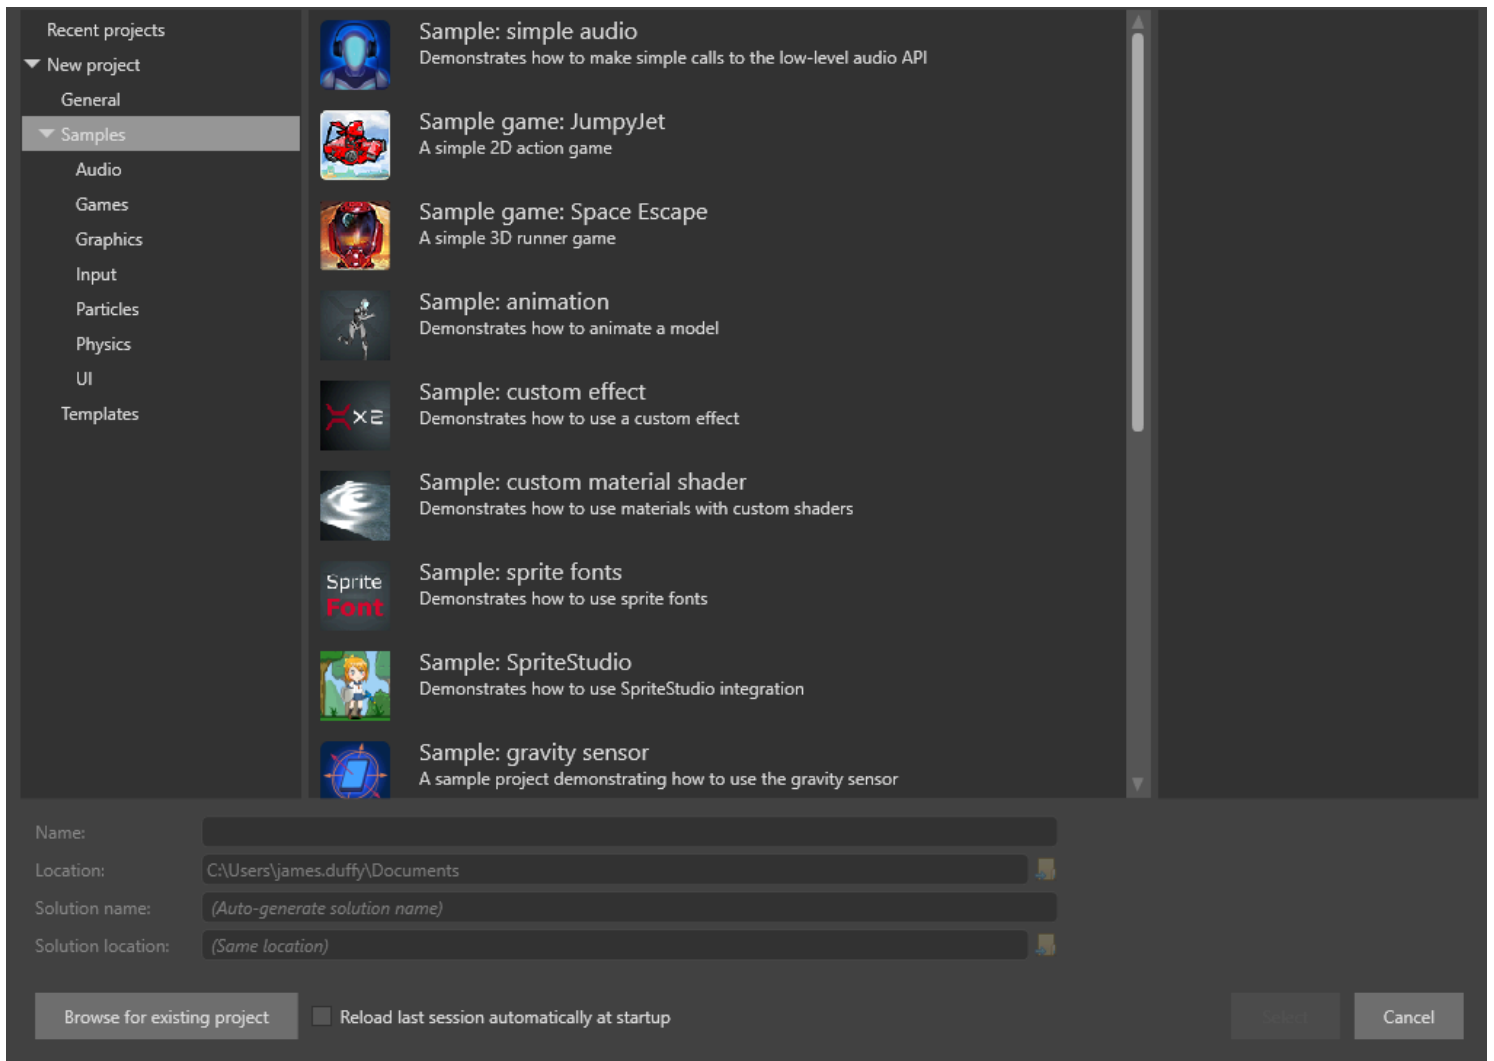 Recent projects
New project
General
Samples
Audio
Games
Graphics
Input
Particles
Physics
UI
Templates
Sample: simple audio
Demonstrates how to make simple calls to the low-level audio API
Sample game: JumpyJet
A simple 2D action game
Sample game: Space Escape
A simple 3D runner game
Sample: animation
Demonstrates how to animate a model
Sample: custom effect
Demonstrates how to use a custom effect
Sample: custom material shader
Demonstrates how to use materials with custom shaders
Sprite
Font
Sample: sprite fonts
Demonstrates how to use sprite fonts
Sample: SpriteStudio
Demonstrates how to use SpriteStudio integration
Sample: gravity sensor
A sample project demonstrating how to use the gravity sensor
Name:
Location:
C:\Users\james.duffy\Documents
Solution name:
(Auto-generate solution name)
Solution location:
(Same location)
Browse for existing project
Reload last session automatically at startup
Select
Cancel